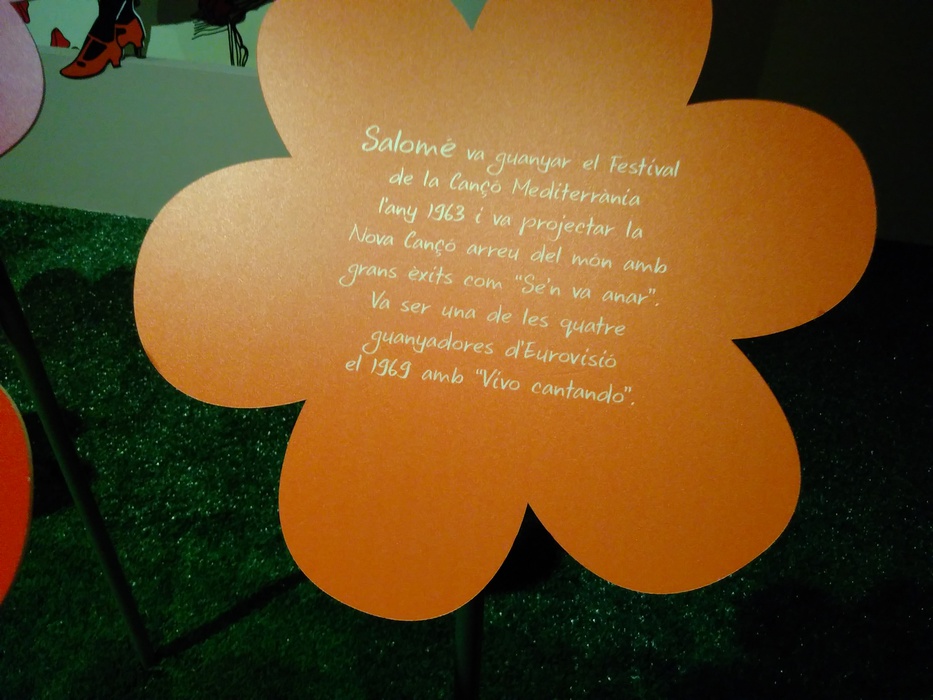 Salomé va guanyar el Festival
de la Cançó Mediterrània
l'any 1963 i va projectar la
Nova Cançó arreu del món amb
grans èxits com "Se'n va anar".
Va ser una de les quatre
guanyadores d'Eurovisió
el 1969 amb "Vivo cantando".